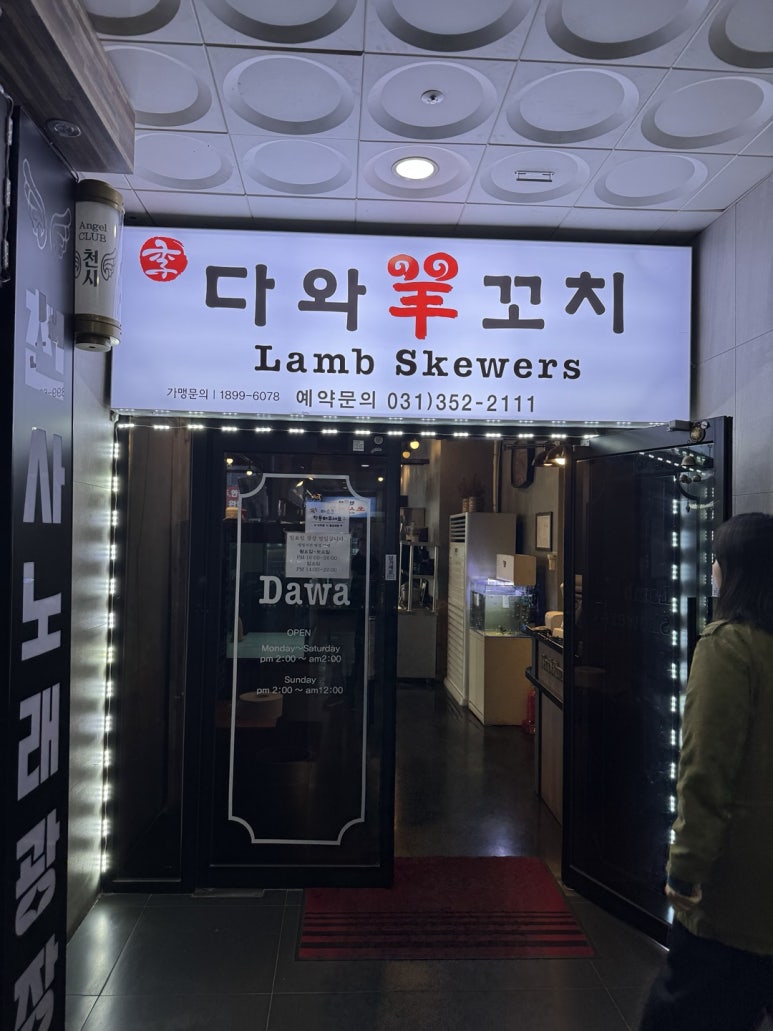 Angel
CLUB
천
사
다와羊꼬치
Lamb Skewers
가맹문의 | 1899-6078 예약문의 031)352-2111
Dawa
OPEN
Monday~Saturday
pm 2:00 ~ am2:00
Sunday
pm 2:00 ~ am12:00
천
사
노
래
광
장